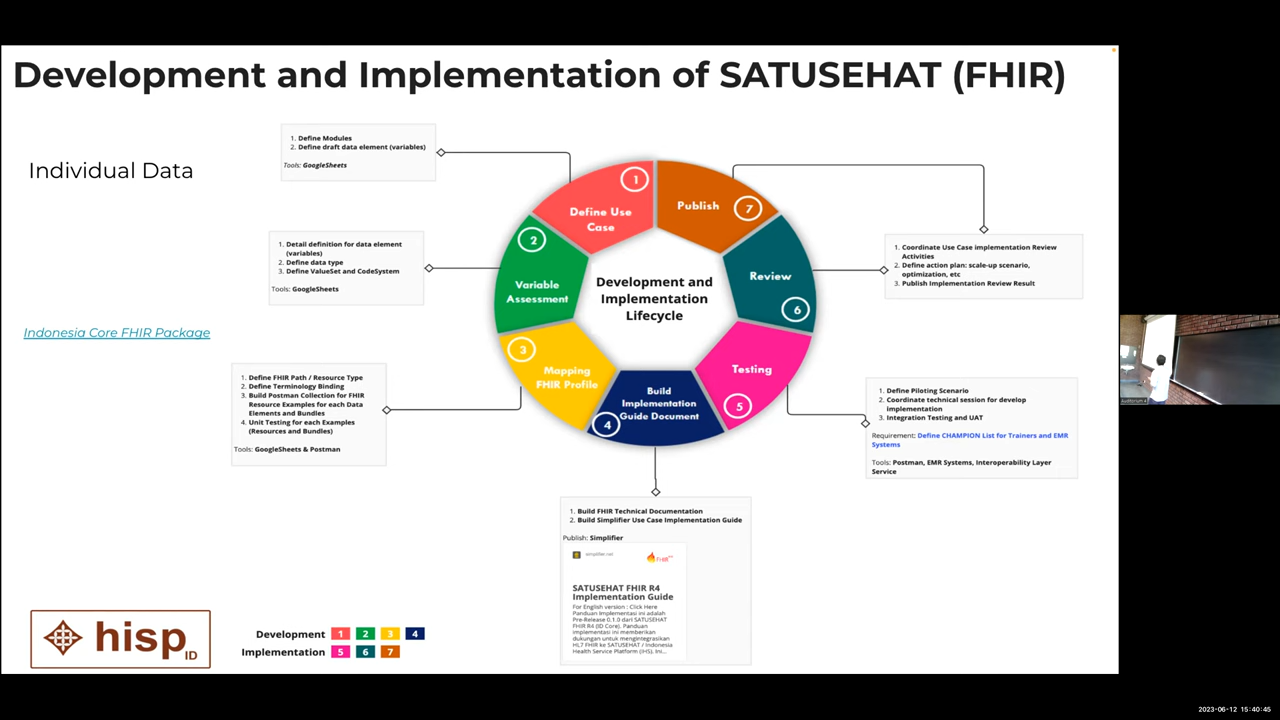 Development and Implementation of SATUSEHAT (FHIR)
Individual Data
Indonesia Core FHIR Package
1. Define Modules
2. Define draft data element (variables)
Tools: GoogleSheets
1. Detail definition for data element
(variables)
2. Define data type
3. Define ValueSet and CodeSystem
Tools: GoogleSheets
1. Define FHIR Path / Resource Type
2. Define Terminology Binding
3. Build Postman Collection for FHIR
Resource Examples for each Data
Elements and Bundles
4. Unit Testing for each Examples
(Resources and Bundles)
Tools: GoogleSheets & Postman
1
Define Use
Case
2
Variable
Assessment
3
Mapping
FHIR Profile
Build
Implementation
Guide Document
4
Testing
5
Review
6
Publish
7
Development and
Implementation
Lifecycle
1. Coordinate Use Case implementation Review
Activities
2. Define action plan: scale-up scenario,
optimization, etc
3. Publish Implementation Review Result
1. Define Piloting Scenario
2. Coordinate technical session for develop
implementation
3. Integration Testing and UAT
Requirement: Define CHAMPION List for Trainers and EMR
Systems
Tools: Postman, EMR Systems, Interoperability Layer
Service
1. Build FHIR Technical Documentation
2. Build Simplifier Use Case Implementation Guide
Publish: Simplifier
simplifier.net
FHIR
SATUSEHAT FHIR R4
Implementation Guide
For English version : Click Here
Panduan Implementasi ini adalah
Pre-Release 0.1.0 dari SATUSEHAT
FHIR R4 (ID Core). Panduan
implementasi ini memberikan
dukungan untuk mengintegrasikan
HL7 FHIR ke SATUSEHAT / Indonesia
Health Service Platform (IHS). Ini...
hisp ID
Development 1 2 3 4
Implementation 5 6 7
2023-06-12 15:40:45